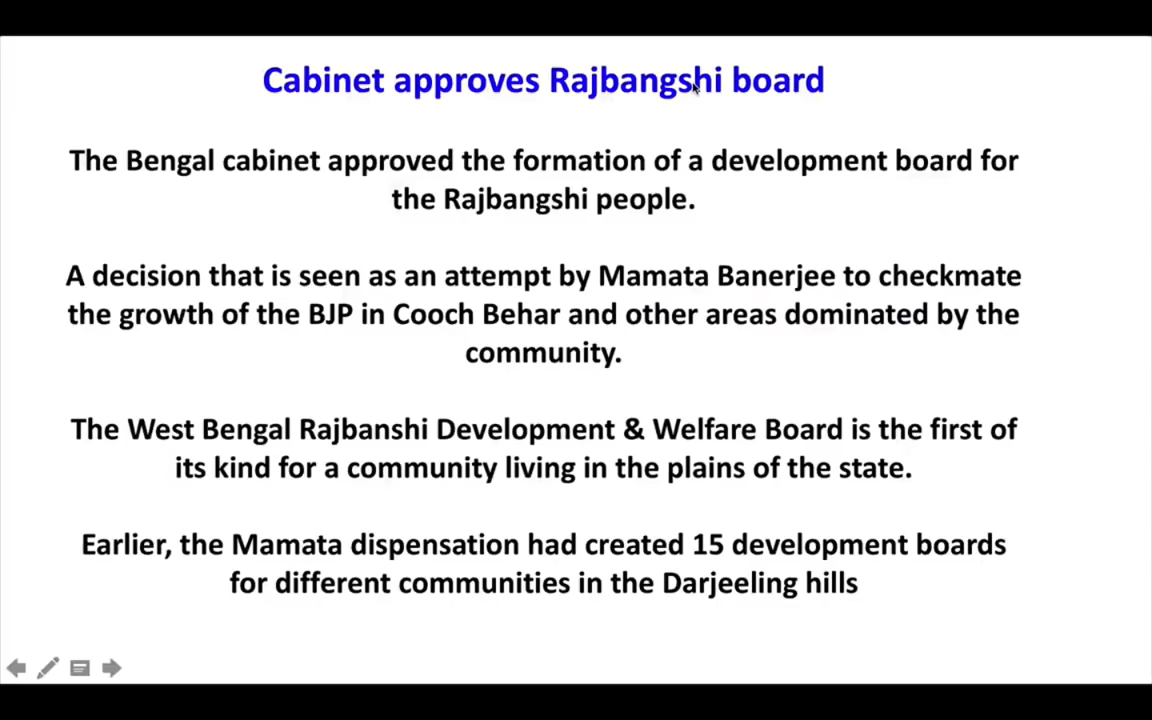 Cabinet approves Rajbangshi board
The Bengal cabinet approved the formation of a development board for
the Rajbangshi people.
A decision that is seen as an attempt by Mamata Banerjee to checkmate
the growth of the BJP in Cooch Behar and other areas dominated by the
community.
The West Bengal Rajbanshi Development & Welfare Board is the first of
its kind for a community living in the plains of the state.
Earlier, the Mamata dispensation had created 15 development boards
for different communities in the Darjeeling hills